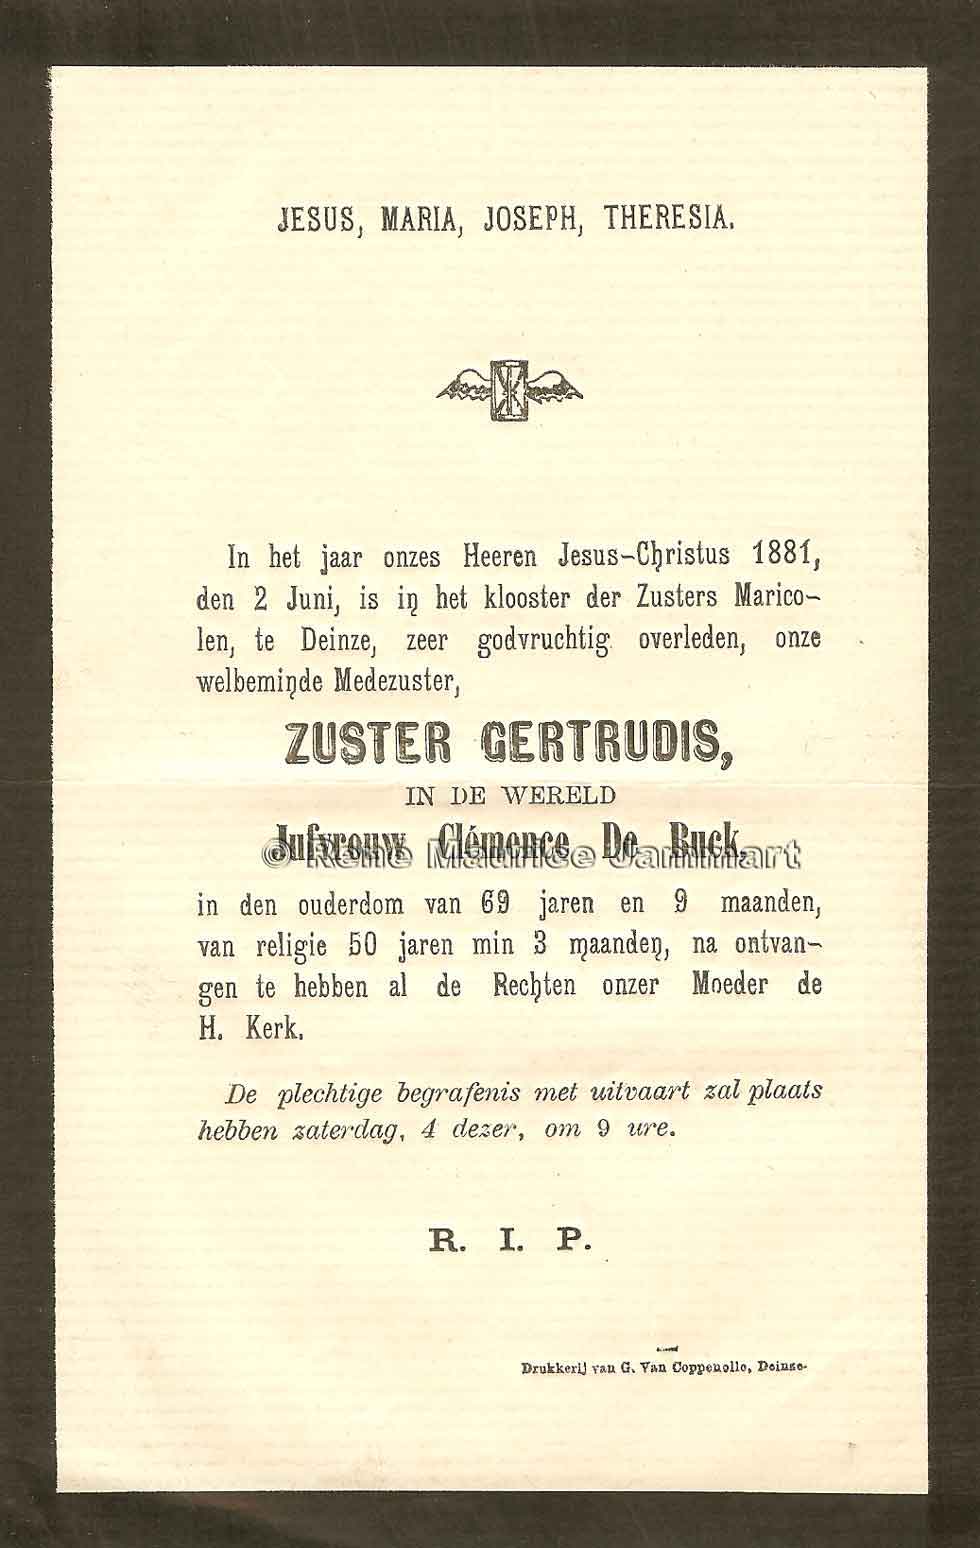 JESUS, MARIA, JOSEPH, THERESIA.
In het jaar onzes Heeren Jesus-Christus 1881,
den 2 Juni, is in het klooster der Zusters Marico-
len, te Deinze, zeer godvruchtig overleden, onze
welbeminde Medezuster,
ZUSTER GERTRUDIS,
IN DE WERELD
Jufvrouw Clémence De Buck,
© René Maurice Jammart
in den ouderdom van 69 jaren en 9 maanden,
van religie 50 jaren min 3 maanden, na ontvan-
gen te hebben al de Rechten onzer Moeder de
H. Kerk.
De plechtige begrafenis met uitvaart zal plaats
hebben zaterdag, 4 dezer, om 9 ure.
R. I. P.
Drukkerij van G. Van Coppenolle, Deinse.